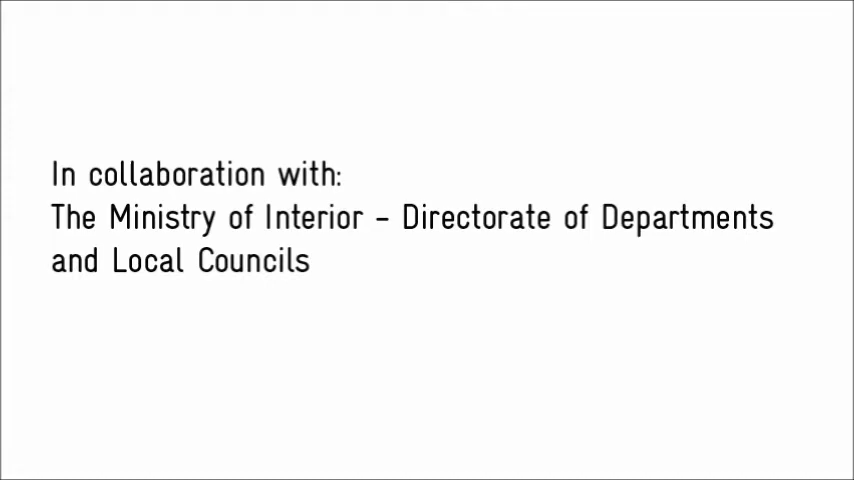 In collaboration with:
The Ministry of Interior - Directorate of Departments
and Local Councils